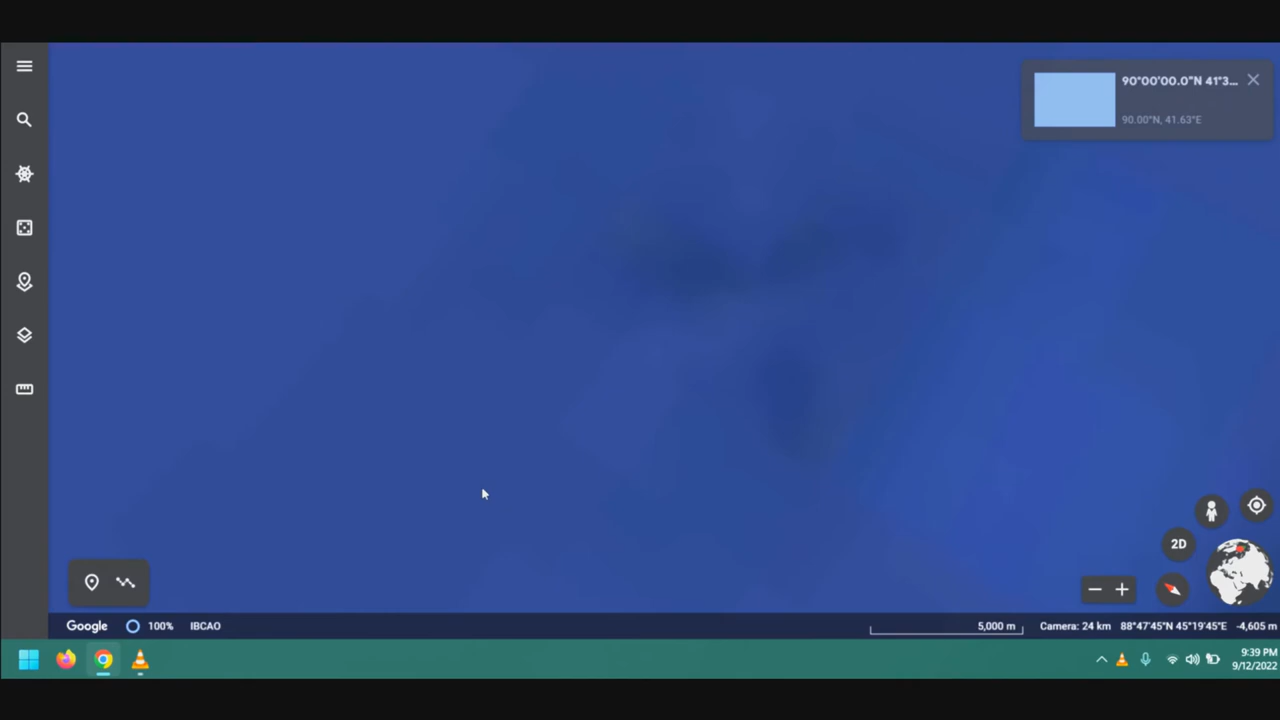 90°00'00.0"N 41°3...
90.00°N, 41.63°E
2D
Google 100% IBCAO 5,000 m Camera: 24 km 88°47'45"N 45°19'45"E -4,605 m
9:39 PM
9/12/2022